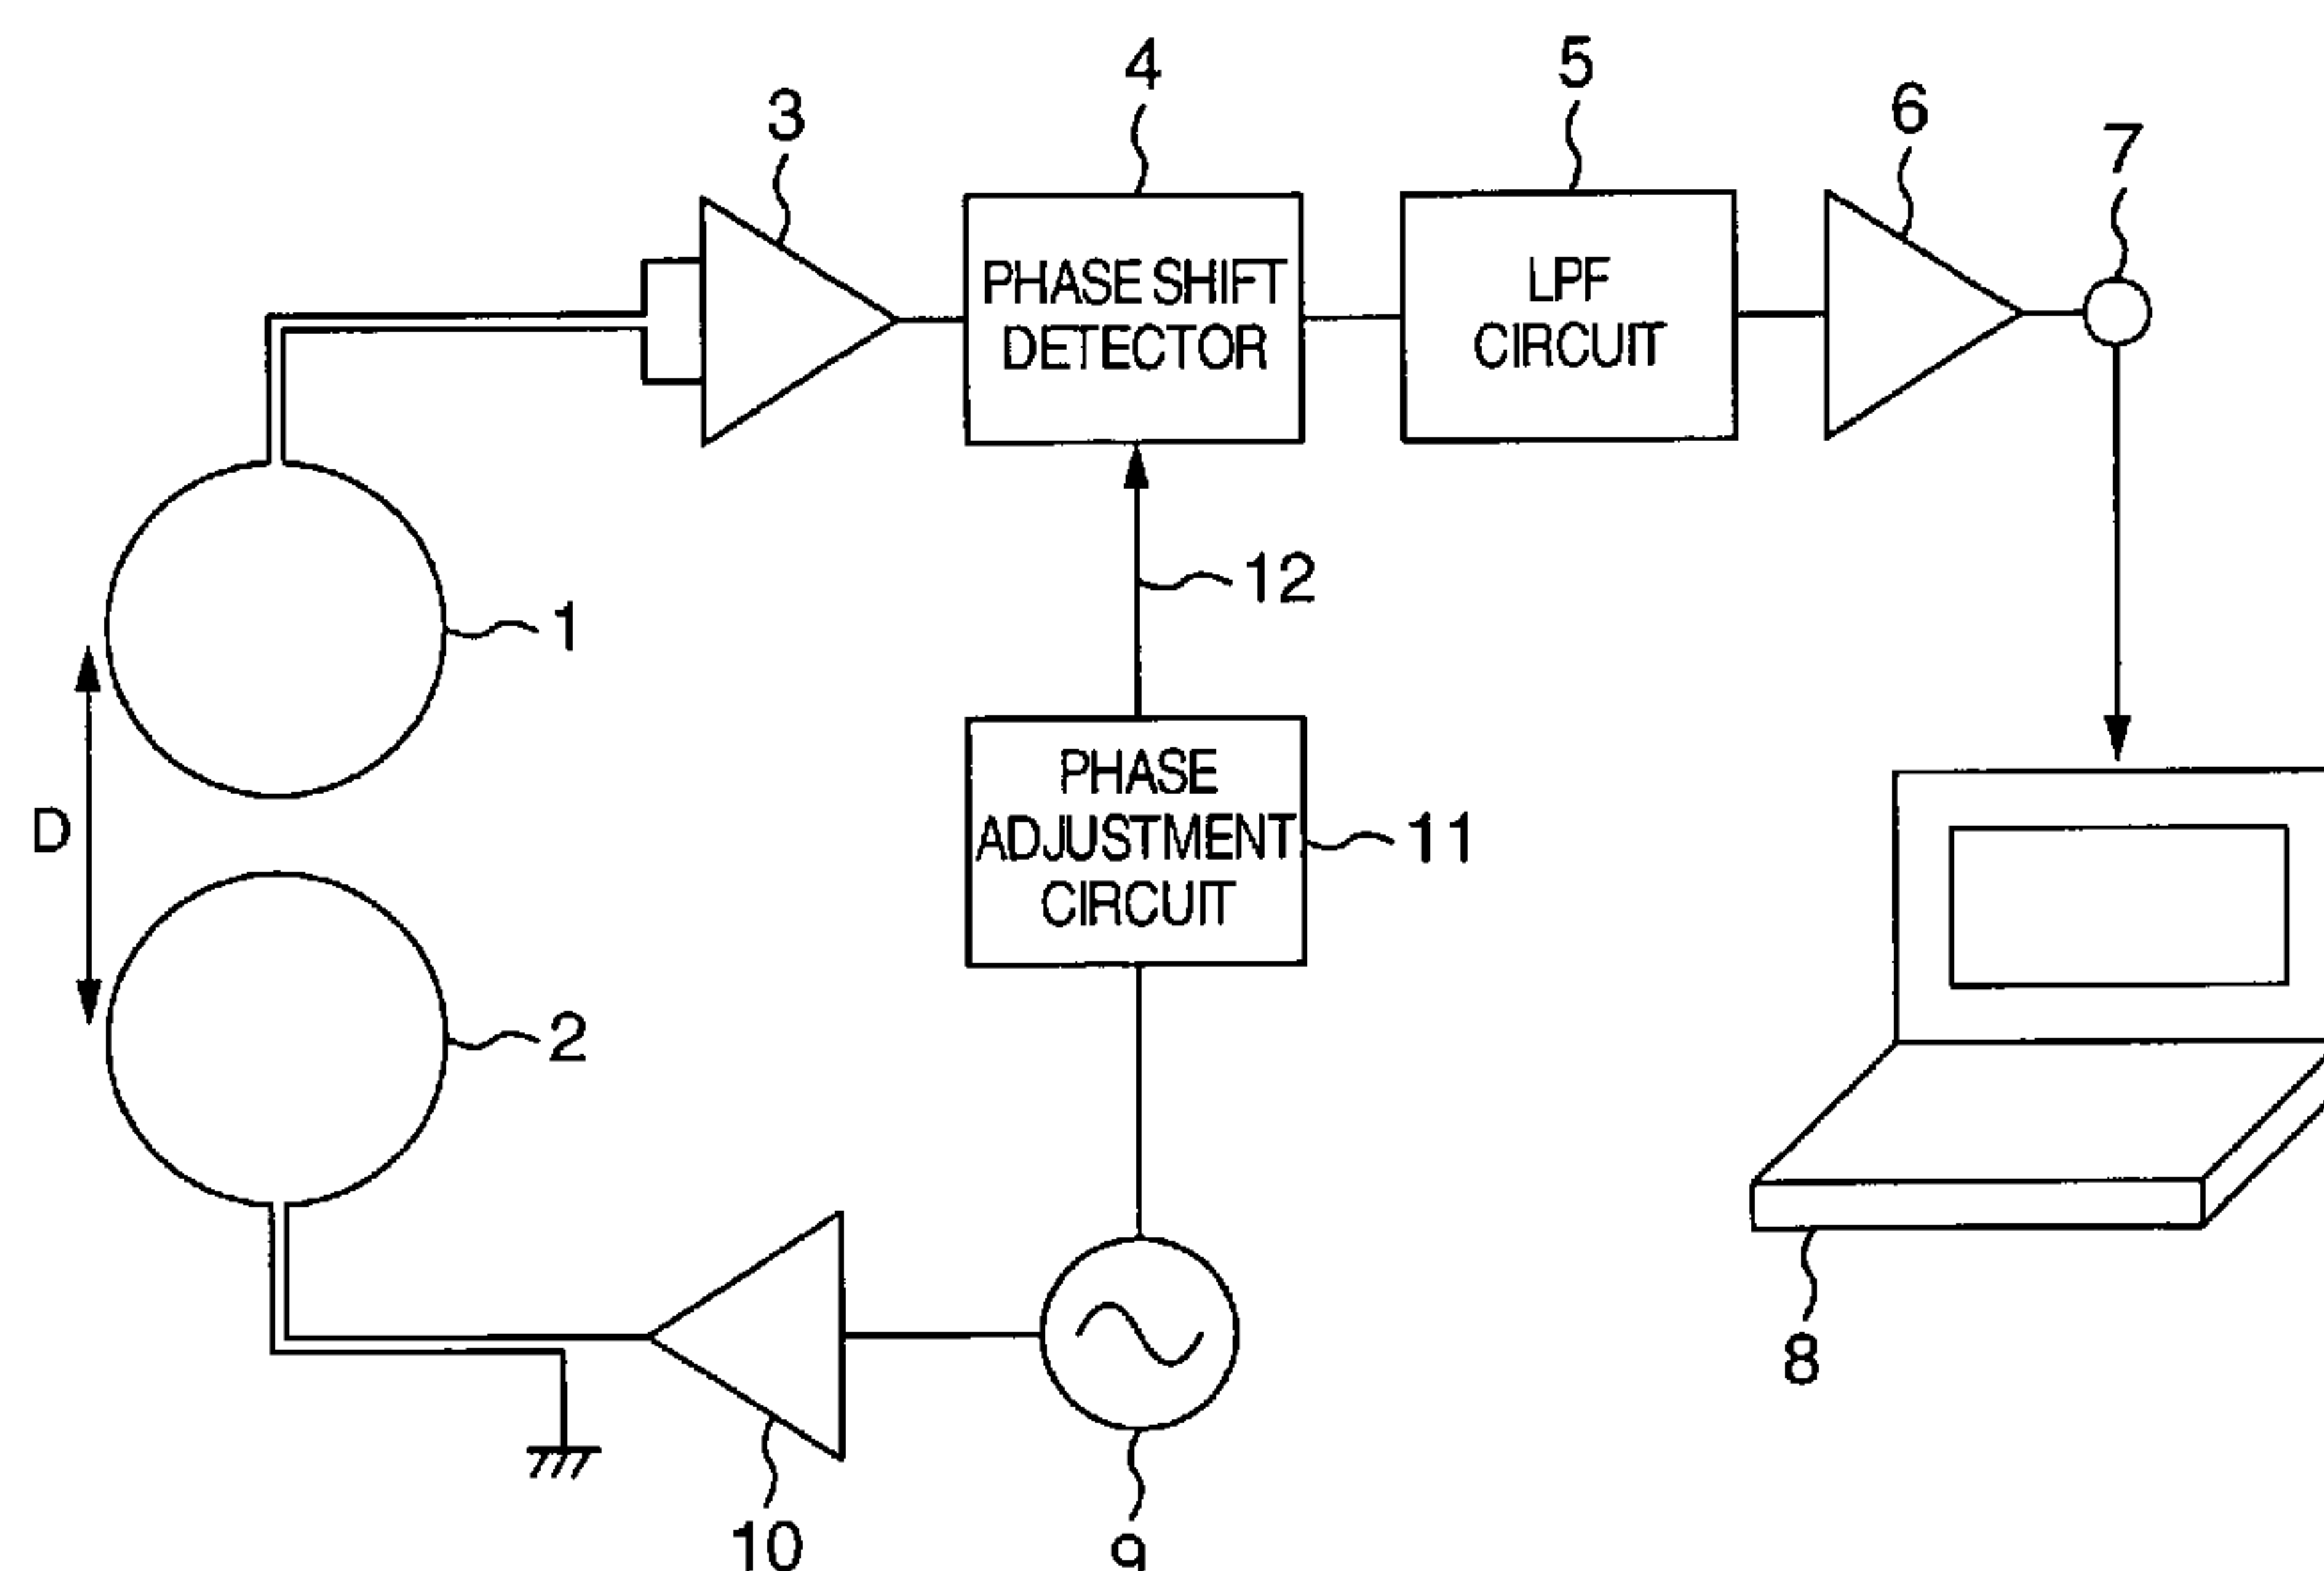 4
5
6
3
7
PHASE SHIFT
DETECTOR
LPF
CIRCUIT
12
1
PHASE
ADJUSTMENT
CIRCUIT
11
D
2
8
10
9